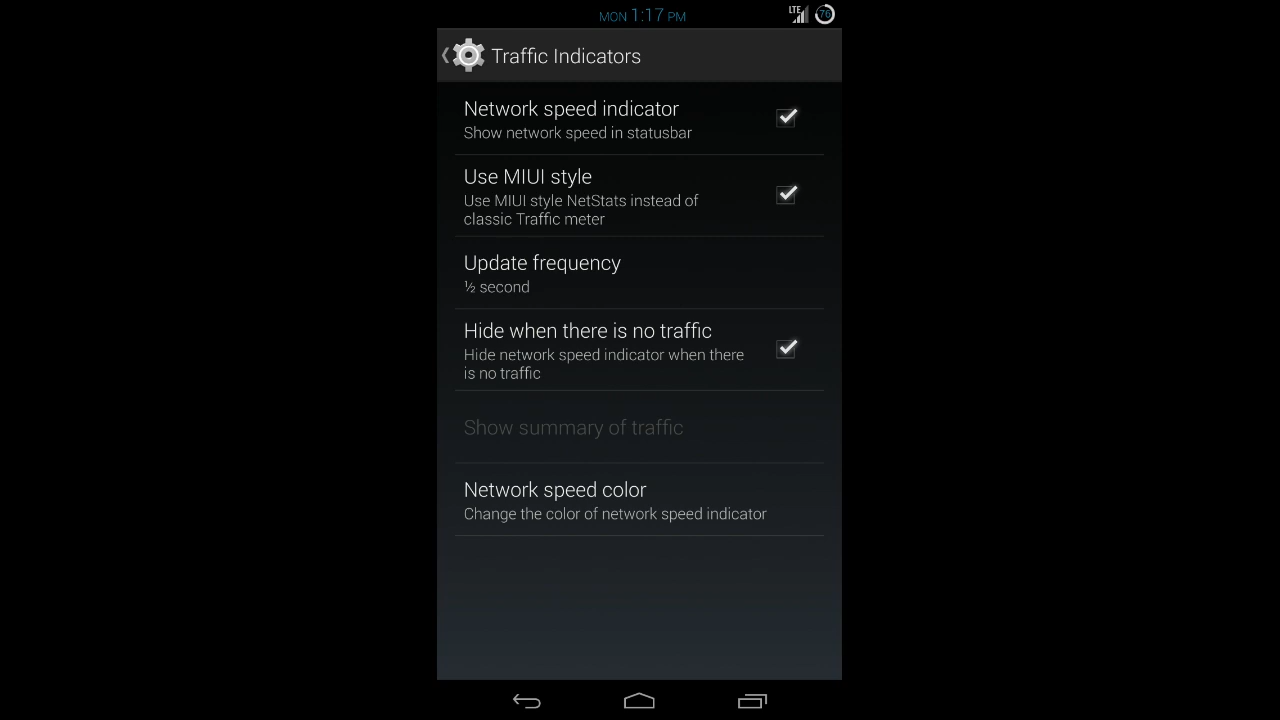 MON 1:17 PM
LTE
76
Traffic Indicators
Network speed indicator
Show network speed in statusbar
Use MIUI style
Use MIUI style NetStats instead of
classic Traffic meter
Update frequency
½ second
Hide when there is no traffic
Hide network speed indicator when there
is no traffic
Show summary of traffic
Network speed color
Change the color of network speed indicator